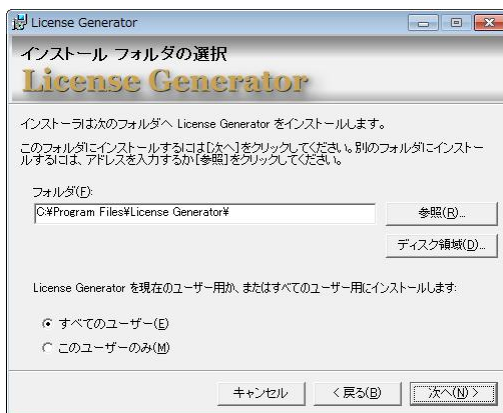 License Generator
インストール フォルダの選択
License Generator
インストーラは次のフォルダへ License Generator をインストールします。
このフォルダにインストールするには[次へ]をクリックしてください。別のフォルダにインストー
ルするには、アドレスを入力するか[参照]をクリックしてください。
フォルダ(F):
C:¥Program Files¥License Generator¥
参照(R)...
ディスク領域(D)...
License Generator を現在のユーザー用か、またはすべてのユーザー用にインストールします:
すべてのユーザー(E)
このユーザーのみ(M)
キャンセル
< 戻る(B)
次へ(N) >